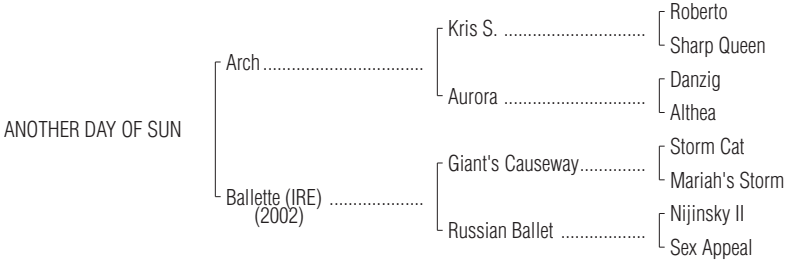 Roberto
Kris S. ................................
Sharp Queen
Arch ....................................
Danzig
Aurora ................................
Althea
ANOTHER DAY OF SUN
Storm Cat
Giant's Causeway...............
Mariah's Storm
Ballette (IRE) .....................
(2002)
Nijinsky II
Russian Ballet ...................
Sex Appeal